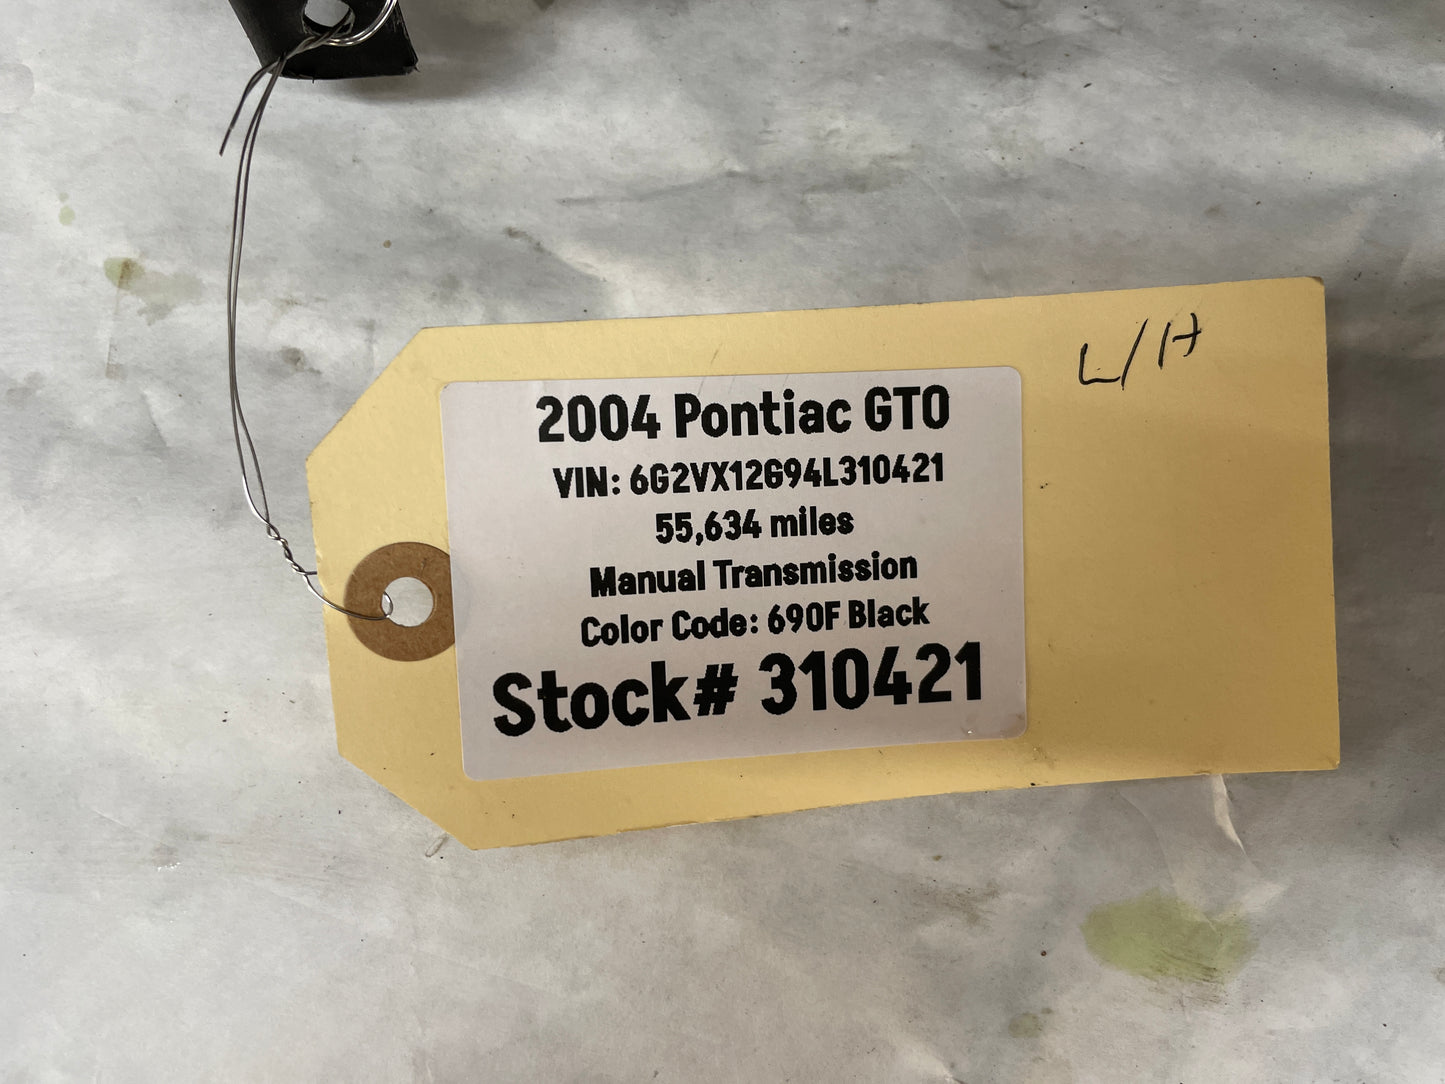 L/H
2004 Pontiac GTO
VIN: 6G2VX12G94L310421
55,634 miles
Manual Transmission
Color Code: 690F Black
Stock# 310421